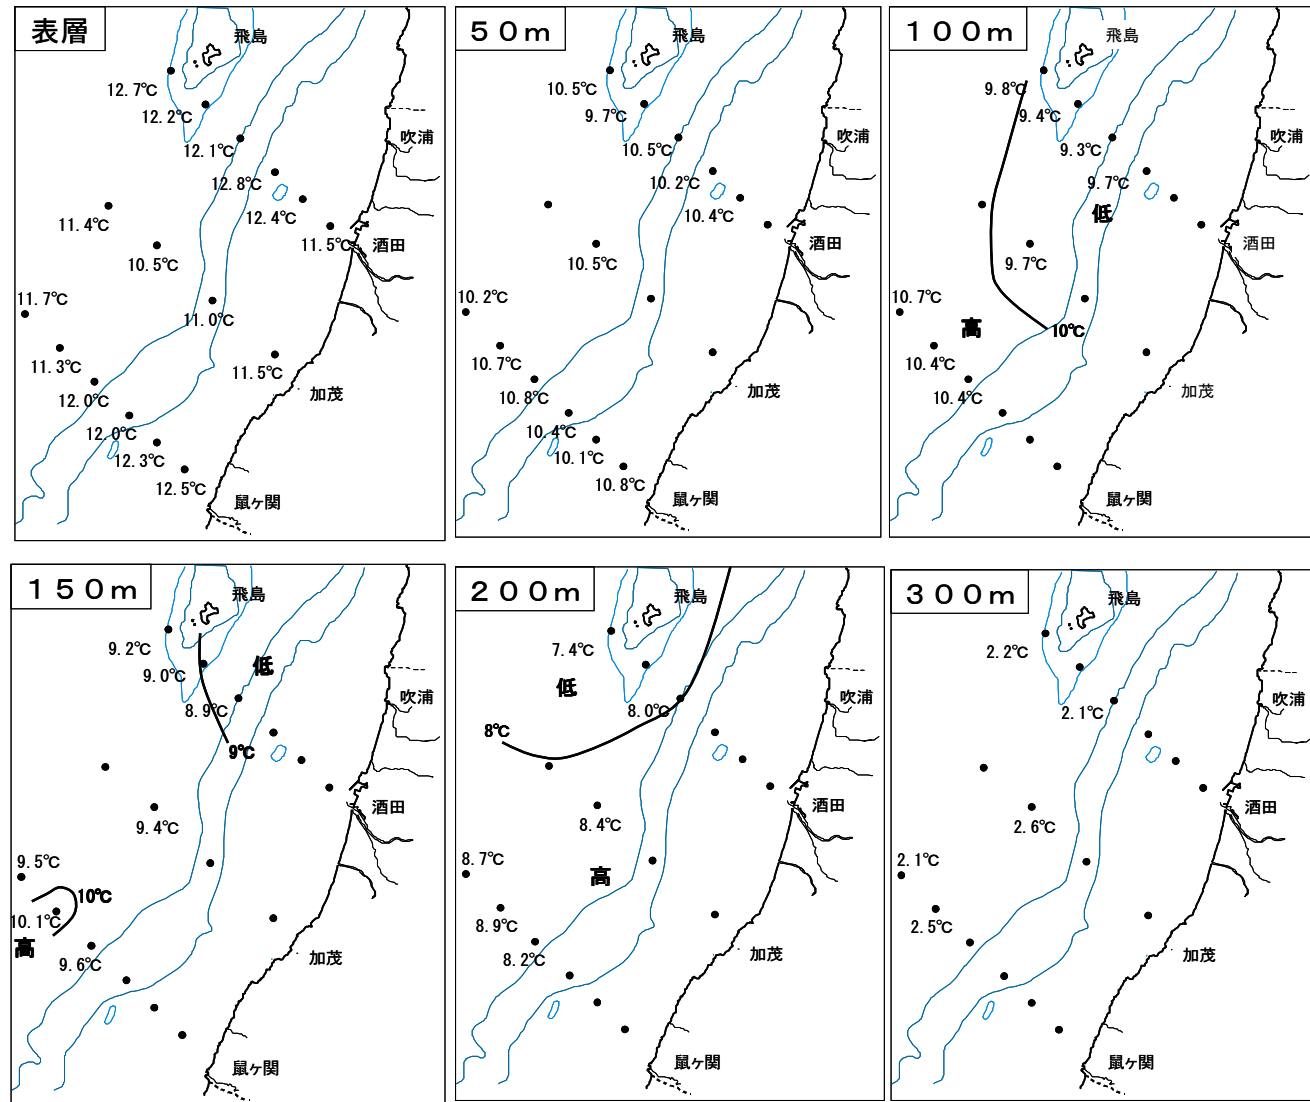 表層
飛島
12.7℃
12.2℃
12.1℃
吹浦
12.8℃
12.4℃
11.4℃
11.5℃
酒田
10.5℃
11.7℃
11.0℃
11.3℃
11.5℃
12.0℃
加茂
12.0℃
12.3℃
12.5℃
鼠ヶ関
50m
飛島
10.5℃
9.7℃
10.5℃
吹浦
10.2℃
10.4℃
酒田
10.5℃
10.2℃
10.7℃
10.8℃
加茂
10.4℃
10.1℃
10.8℃
鼠ヶ関
100m
飛島
9.8℃
9.4℃
9.3℃
吹浦
9.7℃
低
酒田
9.7℃
10.7℃
高
10℃
10.4℃
10.4℃
加茂
鼠ヶ関
150m
飛島
9.2℃
低
9.0℃
8.9℃
吹浦
9℃
酒田
9.4℃
9.5℃
10℃
10.1℃
高
9.6℃
加茂
鼠ヶ関
200m
飛島
7.4℃
低
8.0℃
吹浦
8℃
酒田
8.4℃
8.7℃
高
8.9℃
8.2℃
加茂
鼠ヶ関
300m
飛島
2.2℃
2.1℃
吹浦
酒田
2.6℃
2.1℃
2.5℃
加茂
鼠ヶ関